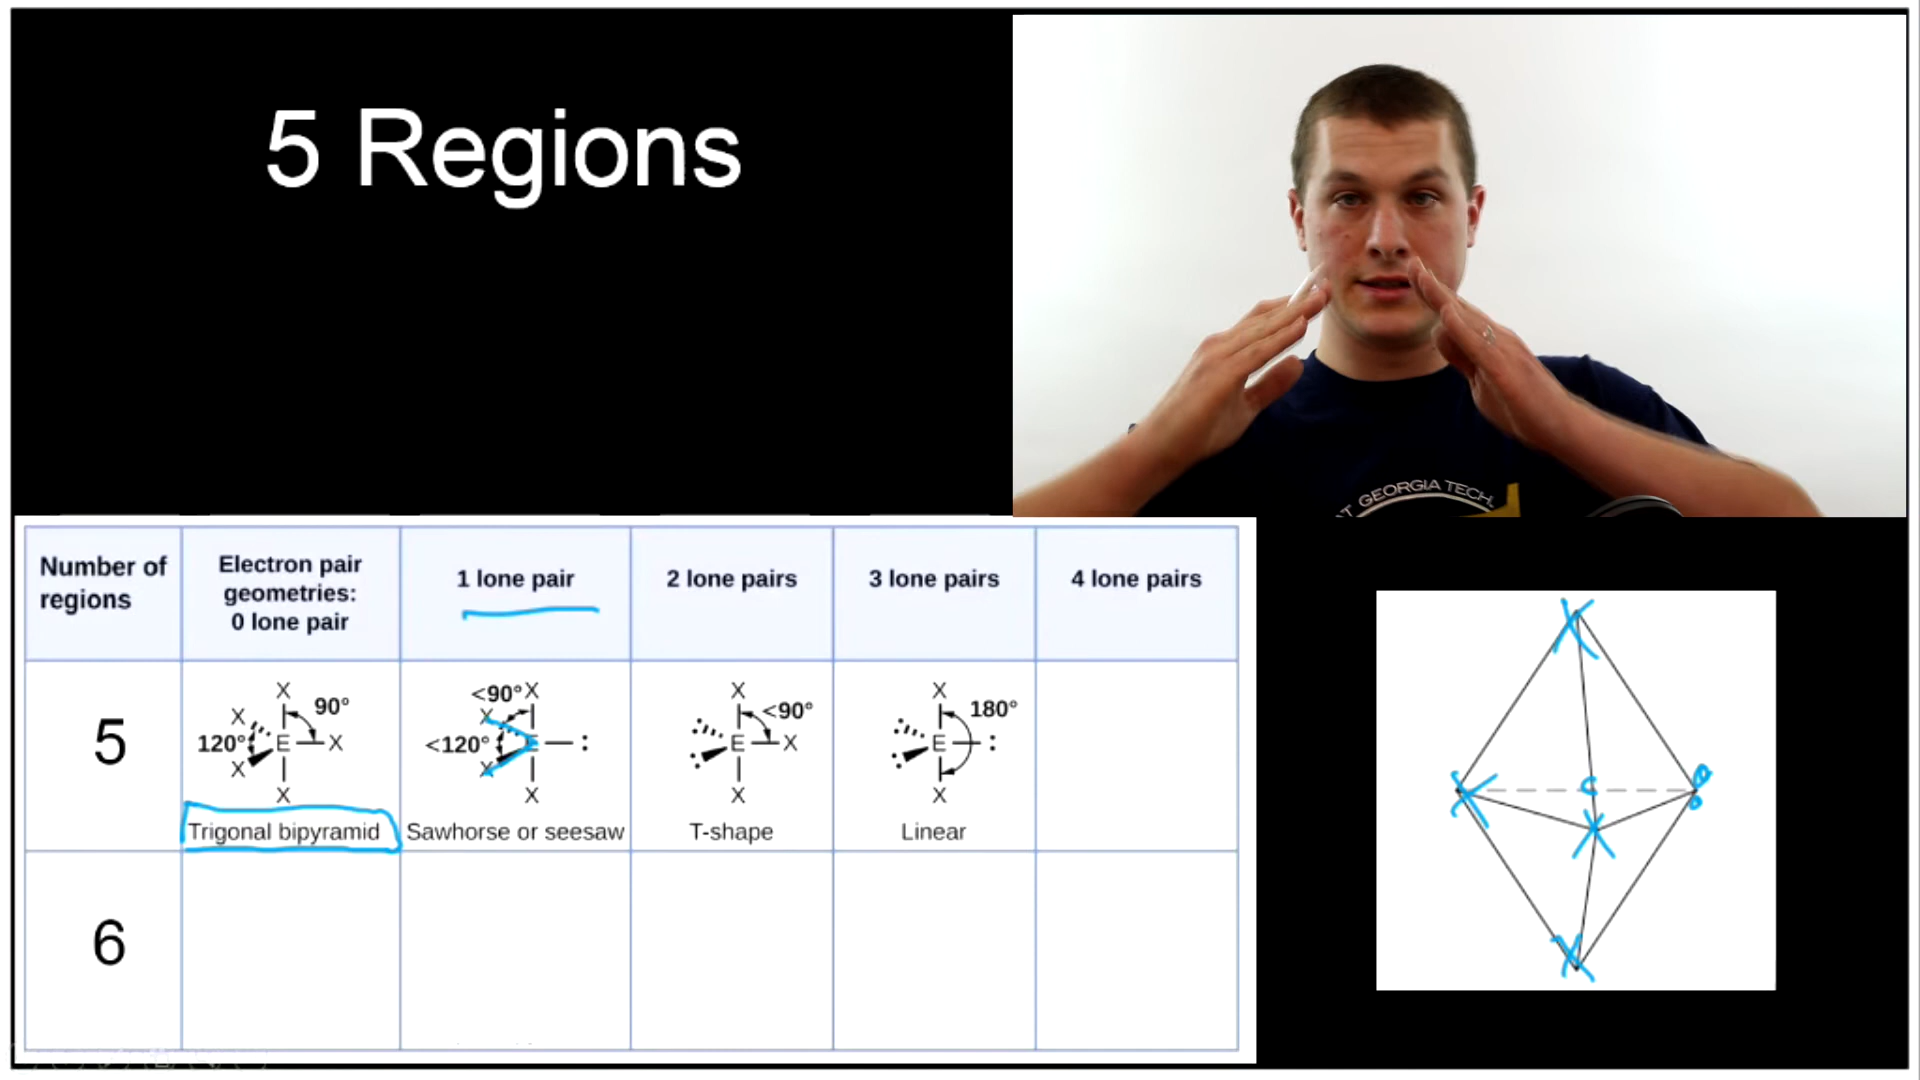 5 Regions
AT GEORGIA TECH.
Number of
regions
Electron pair
geometries:
0 lone pair
1 lone pair
2 lone pairs
3 lone pairs
4 lone pairs
5
X
90°
X
120°
E
X
X
X
Trigonal bipyramid
<90°
X
X
<120°
E
:
X
X
Sawhorse or seesaw
X
<90°
:
E
X
:
X
T-shape
X
180°
:
E
:
:
X
Linear
6
X
X
C
X
X